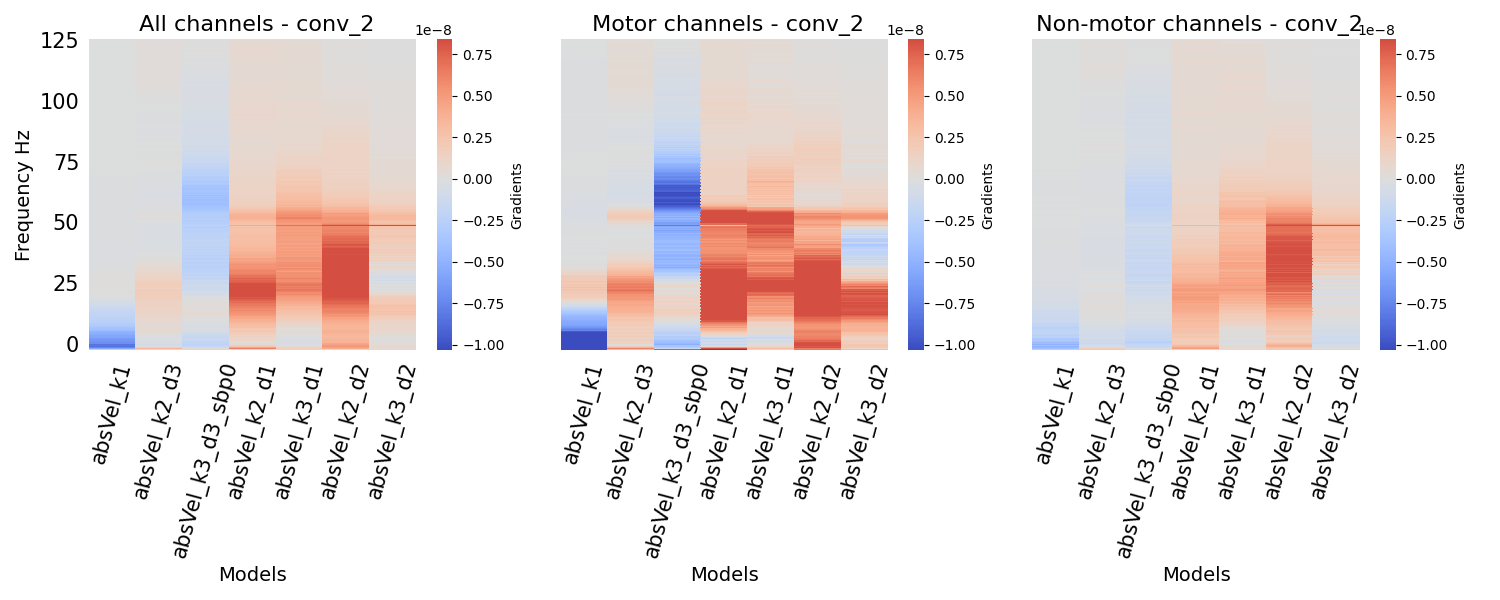 All channels - conv_2
1e−8
Motor channels - conv_2
1e−8
Non-motor channels - conv_2
1e−8
125
100
75
50
25
0
Frequency Hz
0.75
0.50
0.25
0.00
−0.25
−0.50
−0.75
−1.00
Gradients
0.75
0.50
0.25
0.00
−0.25
−0.50
−0.75
−1.00
Gradients
0.75
0.50
0.25
0.00
−0.25
−0.50
−0.75
−1.00
Gradients
absVel_k1
absVel_k2_d3
absVel_k3_d3_sbp0
absVel_k2_d1
absVel_k3_d1
absVel_k2_d2
absVel_k3_d2
absVel_k1
absVel_k2_d3
absVel_k3_d3_sbp0
absVel_k2_d1
absVel_k3_d1
absVel_k2_d2
absVel_k3_d2
absVel_k1
absVel_k2_d3
absVel_k3_d3_sbp0
absVel_k2_d1
absVel_k3_d1
absVel_k2_d2
absVel_k3_d2
Models
Models
Models